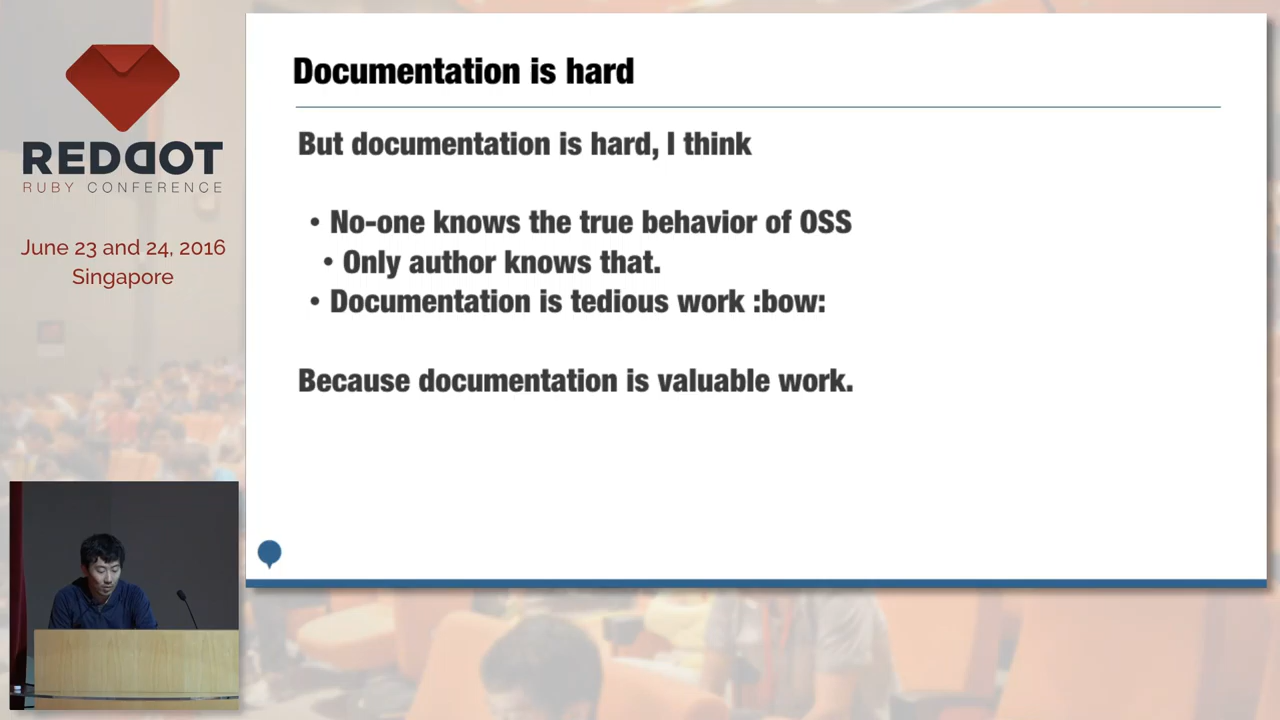 REDDOT
RUBY CONFERENCE
June 23 and 24, 2016
Singapore
Documentation is hard
But documentation is hard, I think
• No-one knows the true behavior of OSS
• Only author knows that.
• Documentation is tedious work :bow:
Because documentation is valuable work.